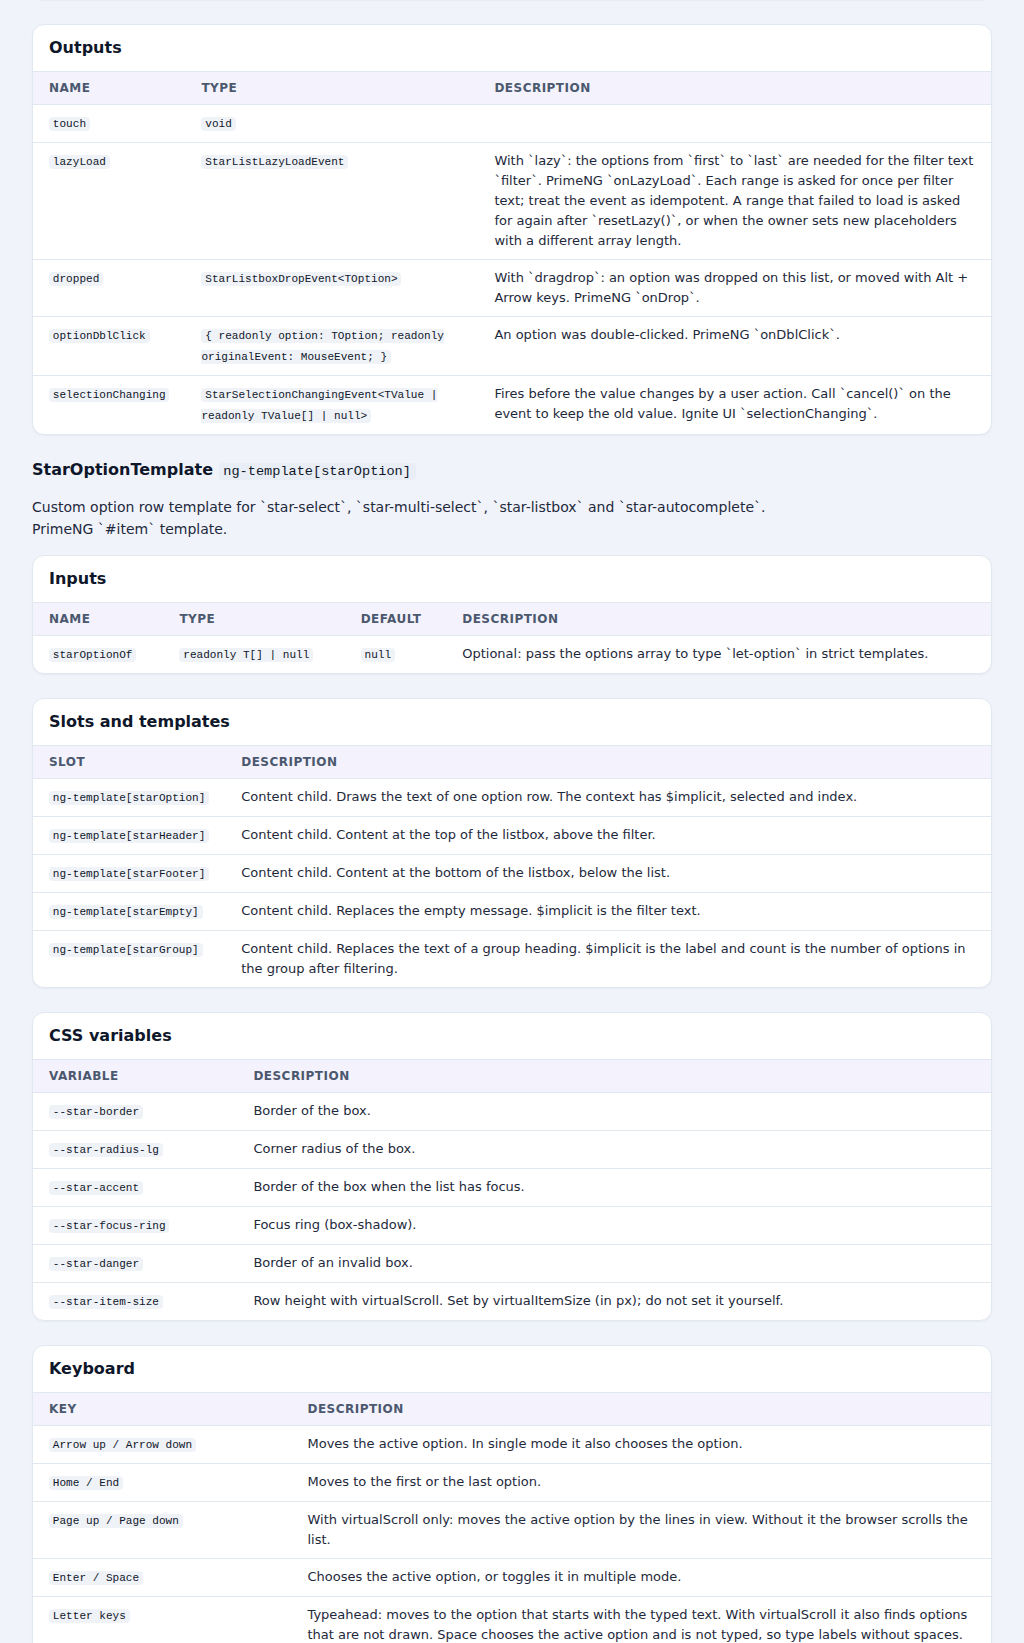 Outputs
NAME TYPE DESCRIPTION
touch void
lazyLoad StarListLazyLoadEvent With `lazy`: the options from `first` to `last` are needed for the filter text
`filter`. PrimeNG `onLazyLoad`. Each range is asked for once per filter
text; treat the event as idempotent. A range that failed to load is asked
for again after `resetLazy()`, or when the owner sets new placeholders
with a different array length.
dropped StarListboxDropEvent<TOption> With `dragdrop`: an option was dropped on this list, or moved with Alt +
Arrow keys. PrimeNG `onDrop`.
optionDblClick { readonly option: TOption; readonly An option was double-clicked. PrimeNG `onDblClick`.
originalEvent: MouseEvent; }
selectionChanging StarSelectionChangingEvent<TValue | Fires before the value changes by a user action. Call `cancel()` on the
readonly TValue[] | null> event to keep the old value. Ignite UI `selectionChanging`.
StarOptionTemplate ng-template[starOption]
Custom option row template for `star-select`, `star-multi-select`, `star-listbox` and `star-autocomplete`.
PrimeNG `#item` template.
Inputs
NAME TYPE DEFAULT DESCRIPTION
starOptionOf readonly T[] | null null Optional: pass the options array to type `let-option` in strict templates.
Slots and templates
SLOT DESCRIPTION
ng-template[starOption] Content child. Draws the text of one option row. The context has $implicit, selected and index.
ng-template[starHeader] Content child. Content at the top of the listbox, above the filter.
ng-template[starFooter] Content child. Content at the bottom of the listbox, below the list.
ng-template[starEmpty] Content child. Replaces the empty message. $implicit is the filter text.
ng-template[starGroup] Content child. Replaces the text of a group heading. $implicit is the label and count is the number of options in
the group after filtering.
CSS variables
VARIABLE DESCRIPTION
--star-border Border of the box.
--star-radius-lg Corner radius of the box.
--star-accent Border of the box when the list has focus.
--star-focus-ring Focus ring (box-shadow).
--star-danger Border of an invalid box.
--star-item-size Row height with virtualScroll. Set by virtualItemSize (in px); do not set it yourself.
Keyboard
KEY DESCRIPTION
Arrow up / Arrow down Moves the active option. In single mode it also chooses the option.
Home / End Moves to the first or the last option.
Page up / Page down With virtualScroll only: moves the active option by the lines in view. Without it the browser scrolls the
list.
Enter / Space Chooses the active option, or toggles it in multiple mode.
Letter keys Typeahead: moves to the option that starts with the typed text. With virtualScroll it also finds options
that are not drawn. Space chooses the active option and is not typed, so type labels without spaces.